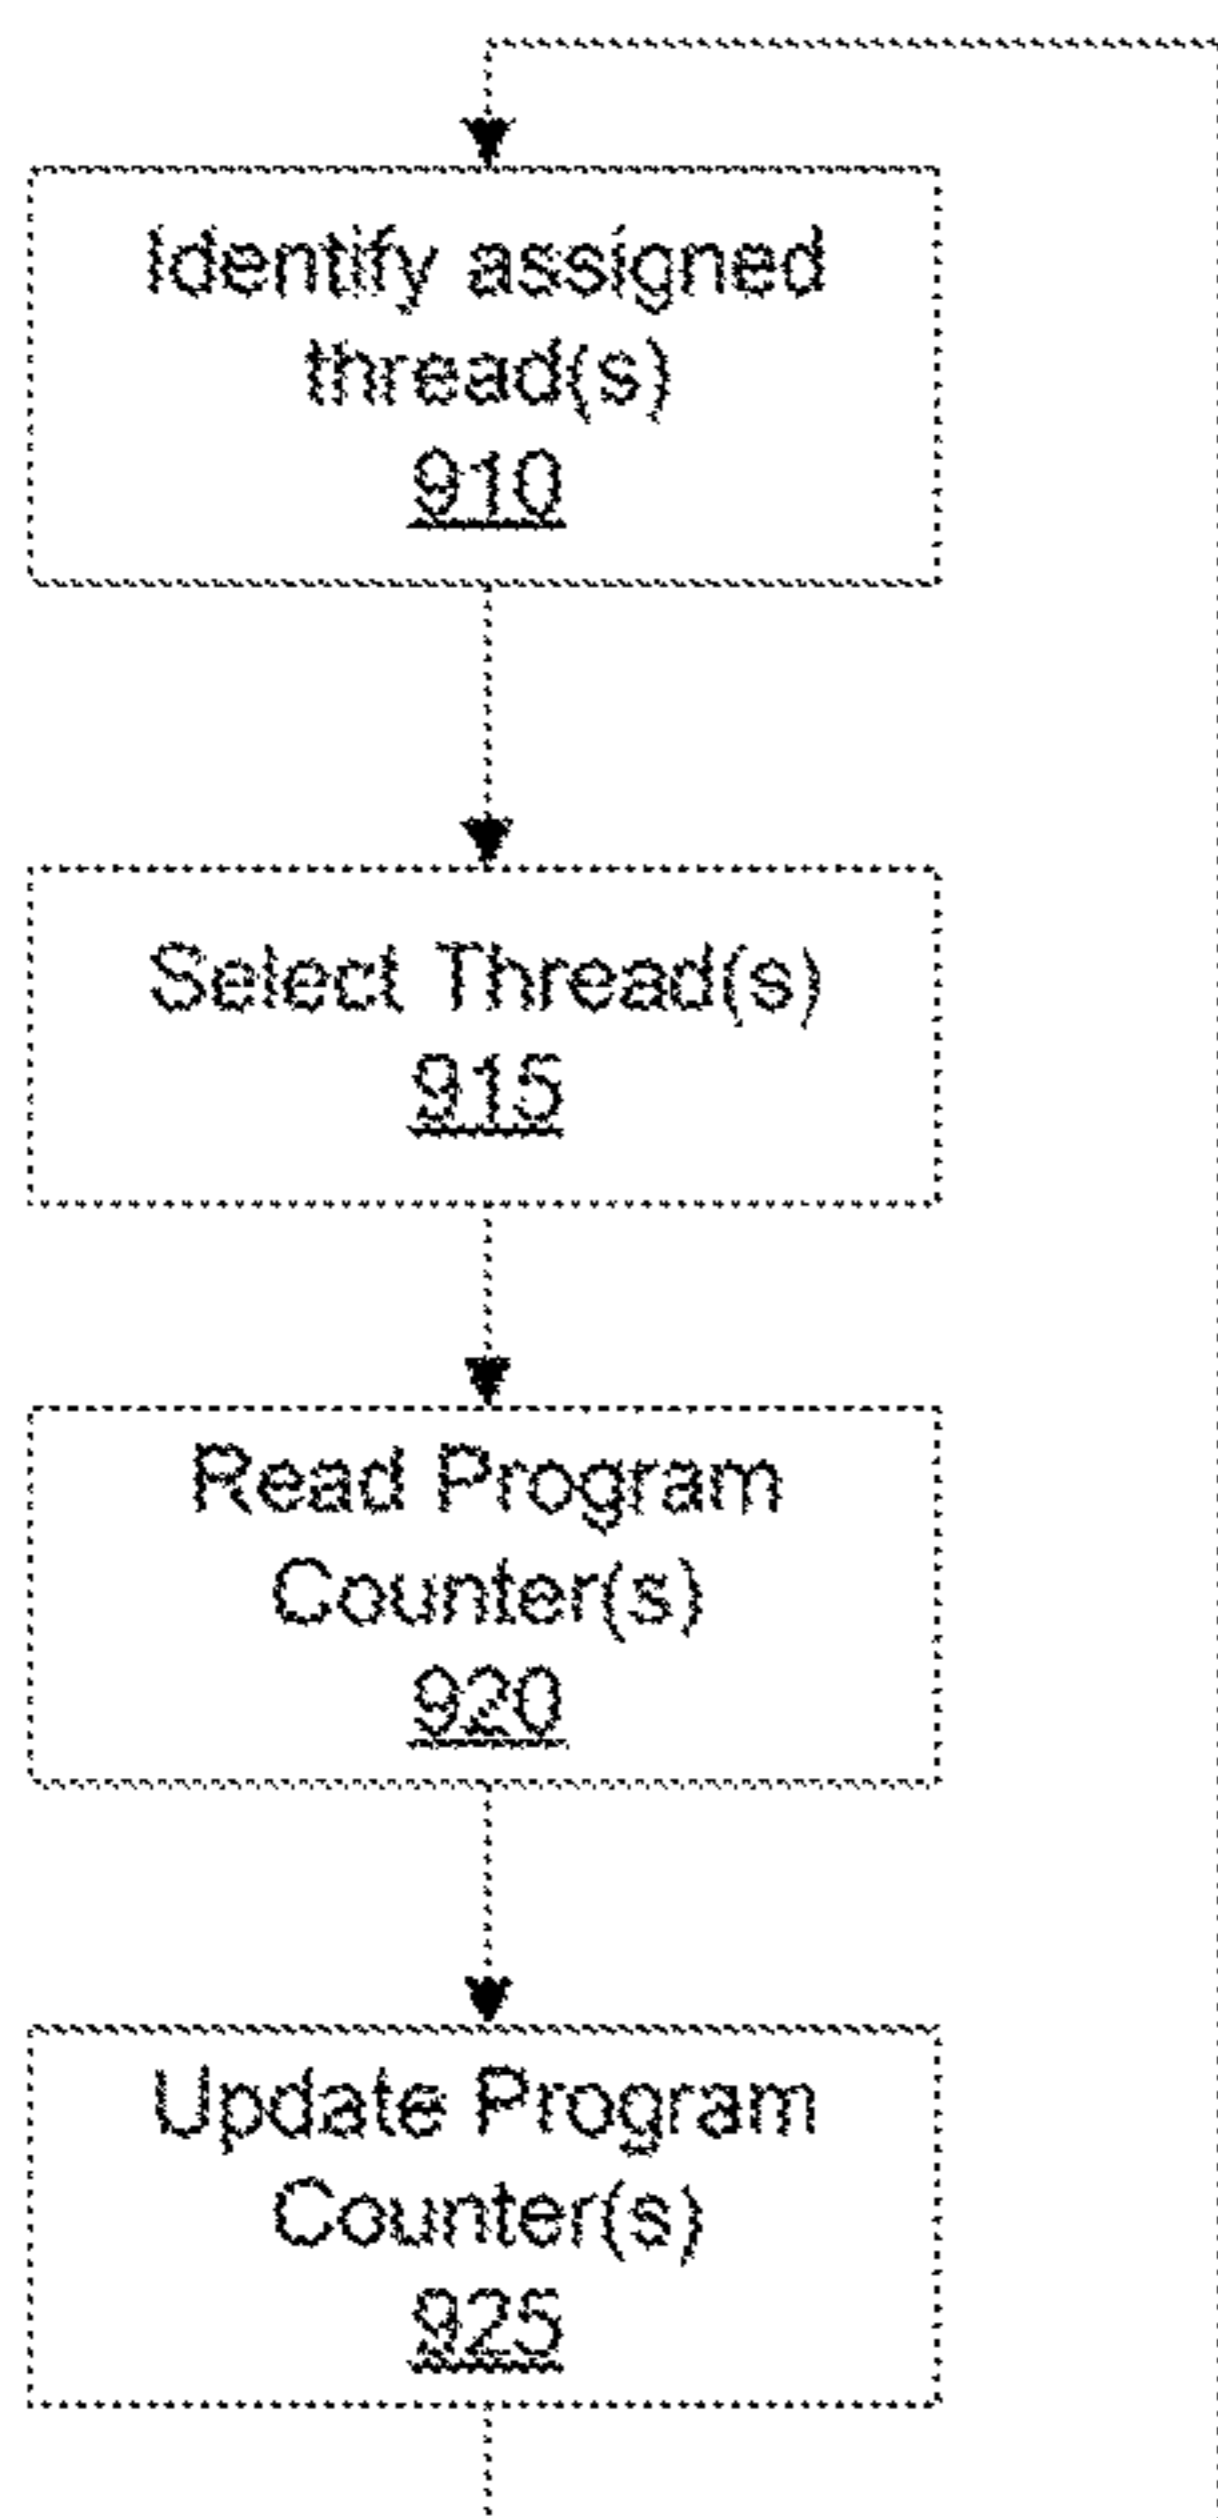 Identify assigned
thread(s)
910
Select Thread(s)
915
Read Program
Counter(s)
920
Update Program
Counter(s)
925